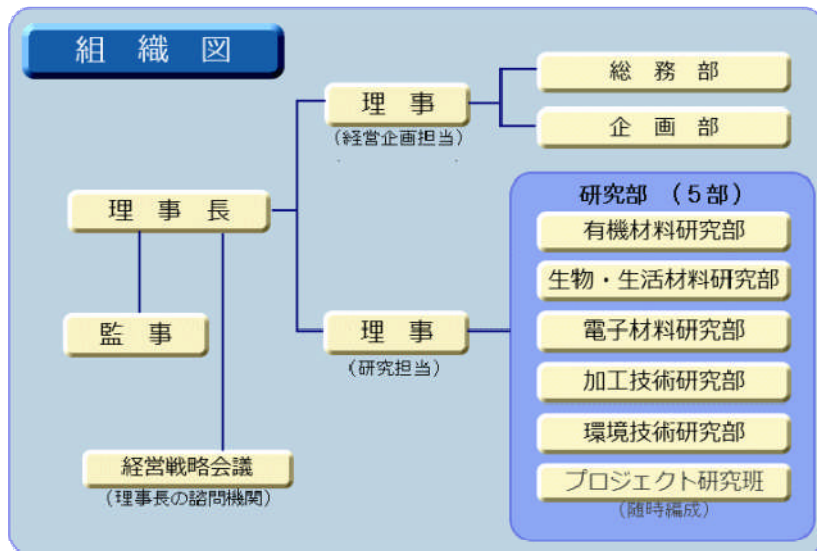 組織図
理事
(経営企画担当)
総務部
企画部
理事長
監事
経営戦略会議
(理事長の諮問機関)
理事
(研究担当)
研究部 (5部)
有機材料研究部
生物・生活材料研究部
電子材料研究部
加工技術研究部
環境技術研究部
プロジェクト研究班
(随時編成)